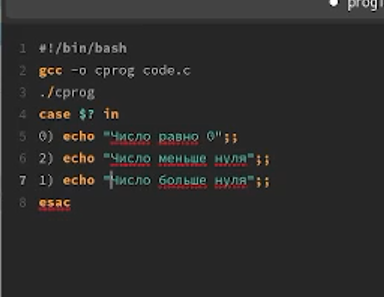 prog1
1 #!/bin/bash
2 gcc -o cprog code.c
3 ./cprog
4 case $? in
5 0) echo "Число равно 0";;
6 2) echo "Число меньше нуля";;
7 1) echo "Число больше нуля";;
8 esac